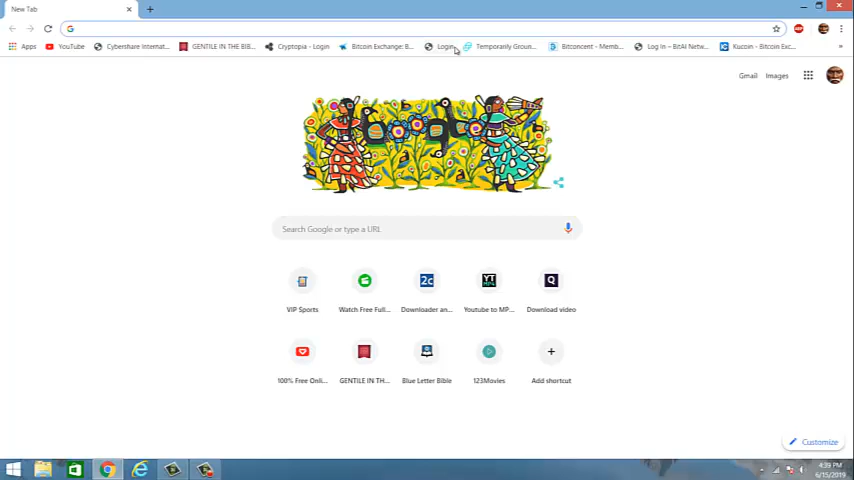 New Tab
Apps YouTube Cybershare Internat... GENTILE IN THE BIB... Cryptopia - Login Bitcoin Exchange: B... Login Temporarily Groun... Bitconcent - Memb... Log In – BitAI Netw... Kucoin - Bitcoin Exc... »
Gmail Images
Google
Search Google or type a URL
VIP Sports Watch Free Full... Downloader an... Youtube to MP... Download video
100% Free Onli... GENTILE IN TH... Blue Letter Bible 123Movies Add shortcut
Customize
4:39 PM
6/15/2019